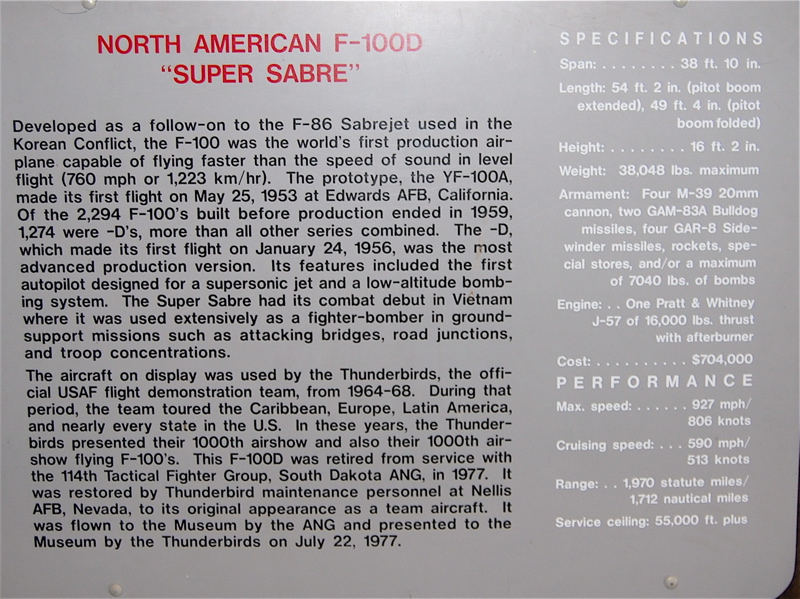 NORTH AMERICAN F-100D
"SUPER SABRE"
Developed as a follow-on to the F-86 Sabrejet used in the
Korean Conflict, the F-100 was the world's first production air-
plane capable of flying faster than the speed of sound in level
flight (760 mph or 1,223 km/hr). The prototype, the YF-100A,
made its first flight on May 25, 1953 at Edwards AFB, California.
Of the 2,294 F-100's built before production ended in 1959,
1,274 were -D's, more than all other series combined. The -D,
which made its first flight on January 24, 1956, was the most
advanced production version. Its features included the first
autopilot designed for a supersonic jet and a low-altitude bomb-
ing system. The Super Sabre had its combat debut in Vietnam
where it was used extensively as a fighter-bomber in ground-
support missions such as attacking bridges, road junctions,
and troop concentrations.
The aircraft on display was used by the Thunderbirds, the offi-
cial USAF flight demonstration team, from 1964-68. During that
period, the team toured the Caribbean, Europe, Latin America,
and nearly every state in the U.S. In these years, the Thunder-
birds presented their 1000th airshow and also their 1000th air-
show flying F-100's. This F-100D was retired from service with
the 114th Tactical Fighter Group, South Dakota ANG, in 1977. It
was restored by Thunderbird maintenance personnel at Nellis
AFB, Nevada, to its original appearance as a team aircraft. It
was flown to the Museum by the ANG and presented to the
Museum by the Thunderbirds on July 22, 1977.
SPECIFICATIONS
Span: . . . . . . . . 38 ft. 10 in.
Length: 54 ft. 2 in. (pitot boom
extended), 49 ft. 4 in. (pitot
boom folded)
Height: . . . . . . . . 16 ft. 2 in.
Weight: 38,048 lbs. maximum
Armament: Four M-39 20mm
cannon, two GAM-83A Bulldog
missiles, four GAR-8 Side-
winder missiles, rockets, spe-
cial stores, and/or a maximum
of 7040 lbs. of bombs
Engine: . . One Pratt & Whitney
J-57 of 16,000 lbs. thrust
with afterburner
Cost: . . . . . . . . . . $704,000
PERFORMANCE
Max. speed: . . . . . . 927 mph/
806 knots
Cruising speed: . . . 590 mph/
513 knots
Range: . . 1,970 statute miles/
1,712 nautical miles
Service ceiling: 55,000 ft. plus